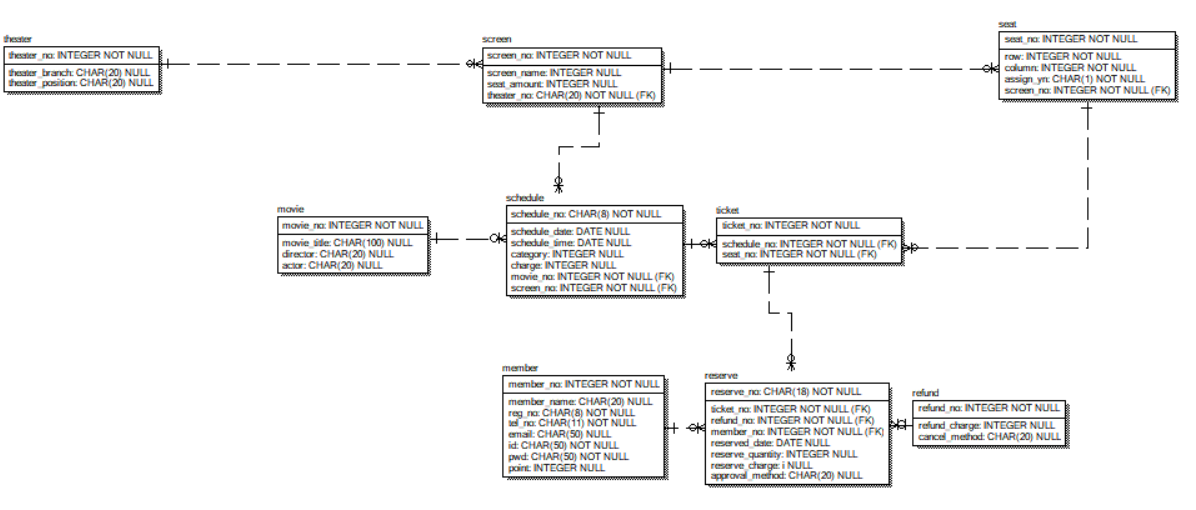 theater
theater_no: INTEGER NOT NULL
theater_branch: CHAR(20) NULL
theater_position: CHAR(20) NULL
screen
screen_no: INTEGER NOT NULL
screen_name: INTEGER NULL
seat_amount: INTEGER NULL
theater_no: CHAR(20) NOT NULL (FK)
seat
seat_no: INTEGER NOT NULL
row: INTEGER NOT NULL
column: INTEGER NOT NULL
assign_yn: CHAR(1) NOT NULL
screen_no: INTEGER NOT NULL (FK)
movie
movie_no: INTEGER NOT NULL
movie_title: CHAR(100) NULL
director: CHAR(20) NULL
actor: CHAR(20) NULL
schedule
schedule_no: CHAR(8) NOT NULL
schedule_date: DATE NULL
schedule_time: DATE NULL
category: INTEGER NULL
charge: INTEGER NULL
movie_no: INTEGER NOT NULL (FK)
screen_no: INTEGER NOT NULL (FK)
ticket
ticket_no: INTEGER NOT NULL
schedule_no: INTEGER NOT NULL (FK)
seat_no: INTEGER NOT NULL (FK)
member
member_no: INTEGER NOT NULL
member_name: CHAR(20) NULL
reg_no: CHAR(8) NOT NULL
tel_no: CHAR(11) NOT NULL
email: CHAR(50) NULL
id: CHAR(50) NOT NULL
pwd: CHAR(50) NOT NULL
point: INTEGER NULL
reserve
reserve_no: CHAR(18) NOT NULL
ticket_no: INTEGER NOT NULL (FK)
refund_no: INTEGER NOT NULL (FK)
member_no: INTEGER NOT NULL (FK)
reserved_date: DATE NULL
reserve_quantity: INTEGER NULL
reserve_charge: i NULL
approval_method: CHAR(20) NULL
refund
refund_no: INTEGER NOT NULL
refund_charge: INTEGER NULL
cancel_method: CHAR(20) NULL